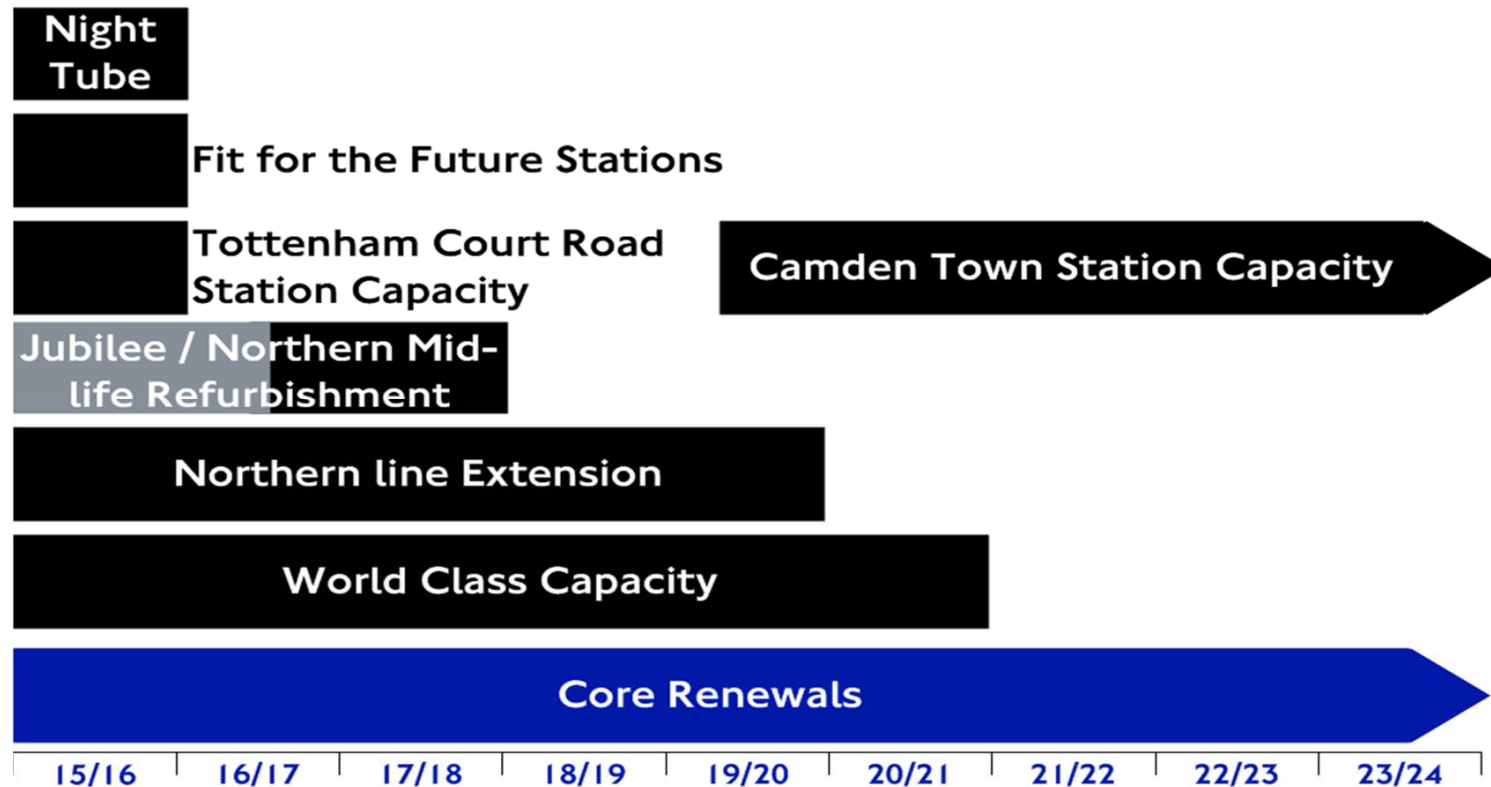 Night
Tube
Fit for the Future Stations
Tottenham Court Road
Station Capacity
Camden Town Station Capacity
Jubilee / Northern Mid-
life Refurbishment
Northern line Extension
World Class Capacity
Core Renewals
15/16 16/17 17/18 18/19 19/20 20/21 21/22 22/23 23/24